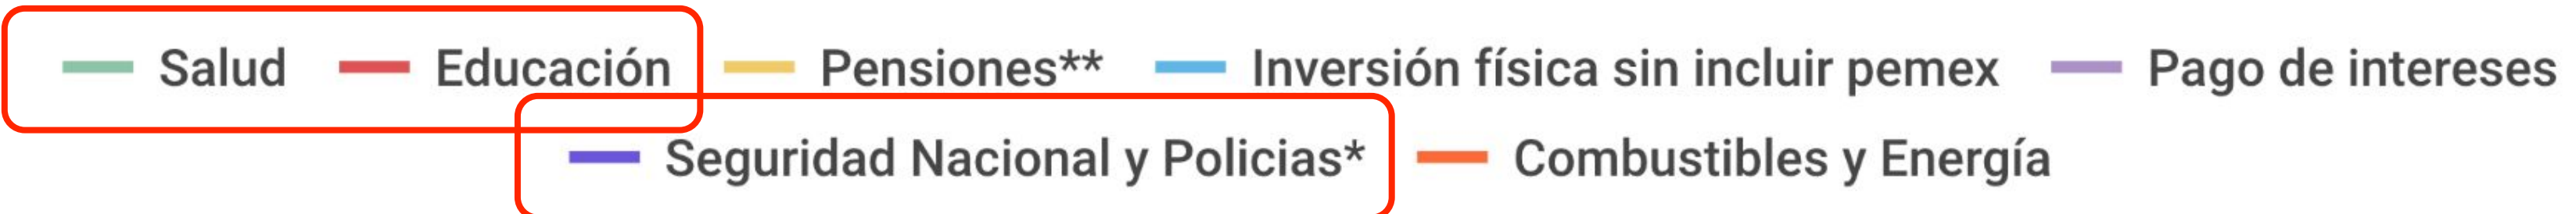 Salud Educación Pensiones** Inversión física sin incluir pemex Pago de intereses
Seguridad Nacional y Policias* Combustibles y Energía